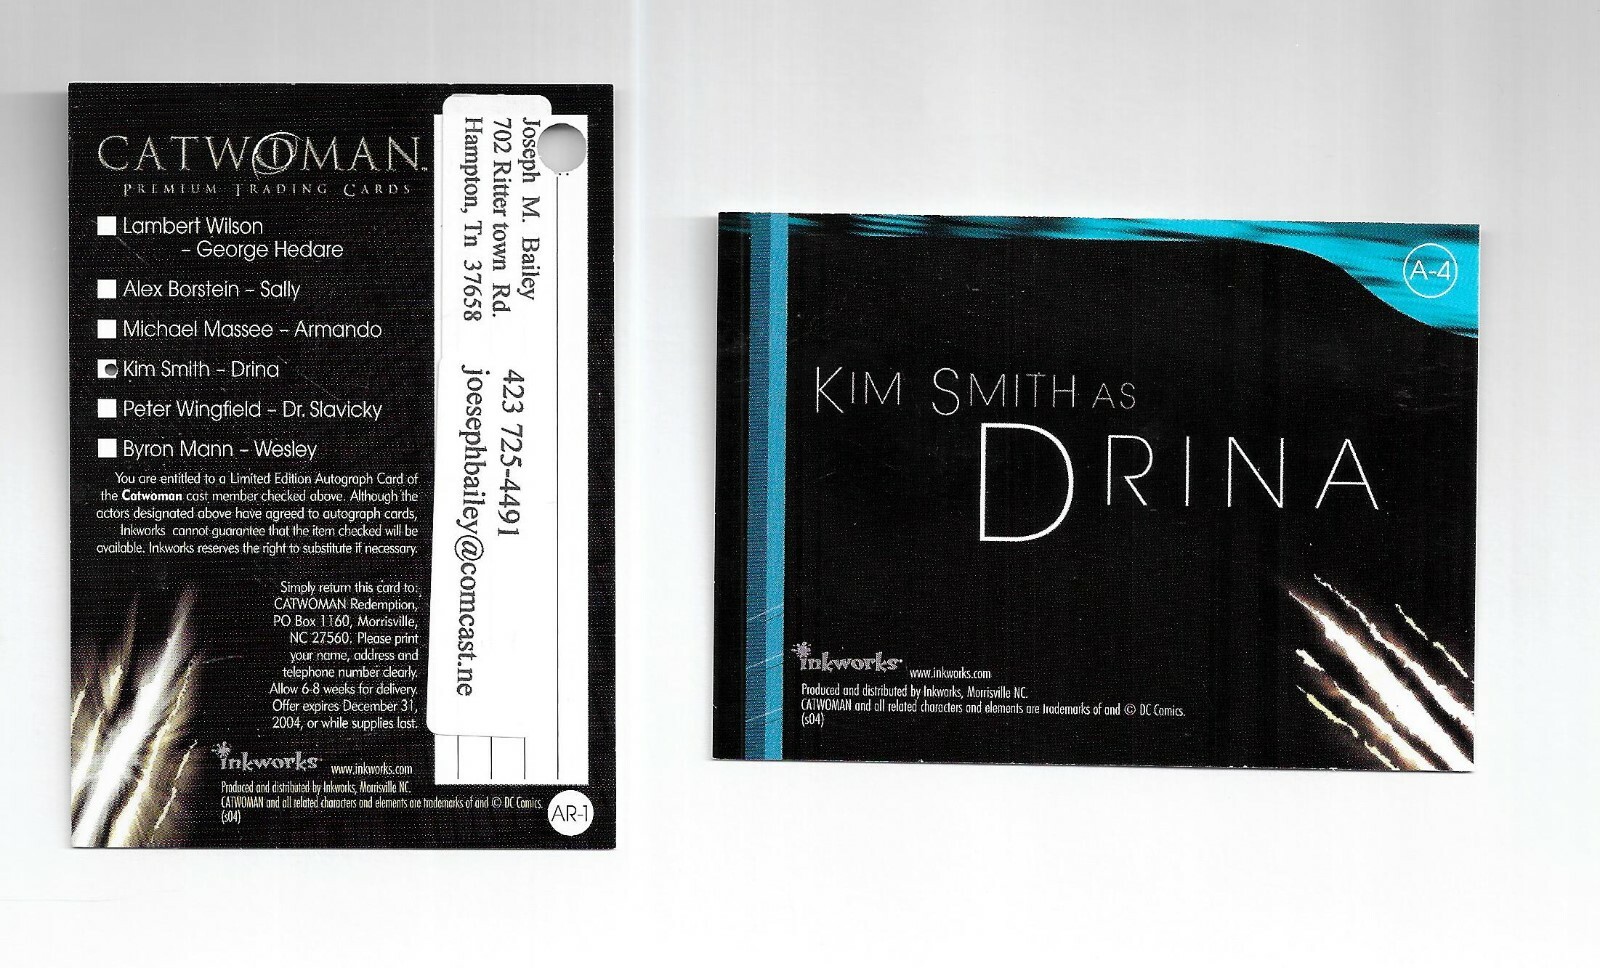 CATWOMAN™
PREMIUM TRADING CARDS
Lambert Wilson
– George Hedare
Alex Borstein – Sally
Michael Massee – Armando
Kim Smith – Drina
Peter Wingfield – Dr. Slavicky
Byron Mann – Wesley
You are entitled to a Limited Edition Autograph Card of
the Catwoman cast member checked above. Although the
actors designated above have agreed to autograph cards,
Inkworks cannot guarantee that the item checked will be
available. Inkworks reserves the right to substitute if necessary.
Simply return this card to:
CATWOMAN Redemption,
PO Box 1160, Morrisville,
NC 27560. Please print
your name, address and
telephone number clearly.
Allow 6-8 weeks for delivery.
Offer expires December 31,
2004, or while supplies last.
inkworks
www.inkworks.com
Produced and distributed by Inkworks, Morrisville NC.
CATWOMAN and all related characters and elements are trademarks of and © DC Comics.
(s04)
AR-1
Joseph M. Bailey
702 Ritter town Rd.
Hampton, Tn 37658
423 725-4491
joesephbailey@comcast.ne
A-4
KIM SMITH AS
DRINA
inkworks
www.inkworks.com
Produced and distributed by Inkworks, Morrisville NC.
CATWOMAN and all related characters and elements are trademarks of and © DC Comics.
(s04)